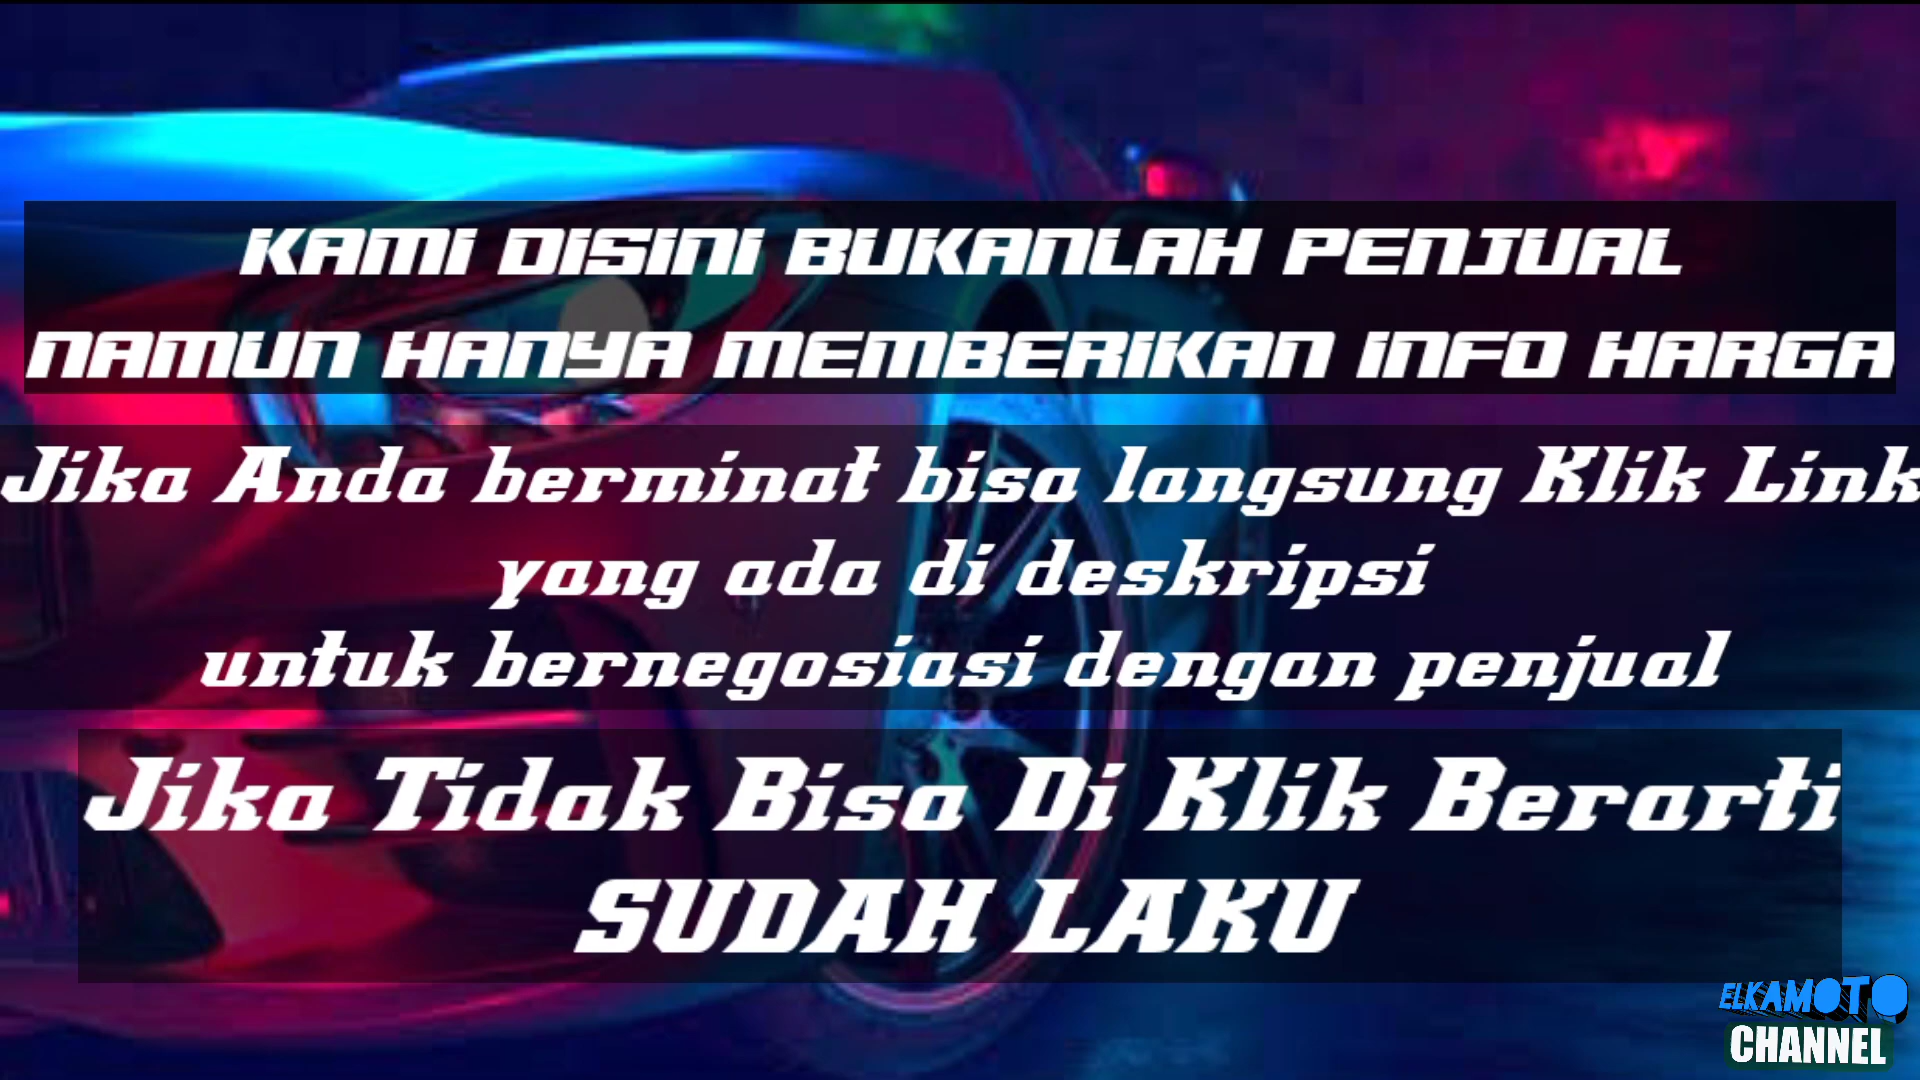 KAMI DISINI BUKANLAH PENJUAL
NAMUN HANYA MEMBERIKAN INFO HARGA
Jika Anda berminat bisa langsung Klik Link
yang ada di deskripsi
untuk bernegosiasi dengan penjual
Jika Tidak Bisa Di Klik Berarti
SUDAH LAKU
ELKAMOTO
CHANNEL